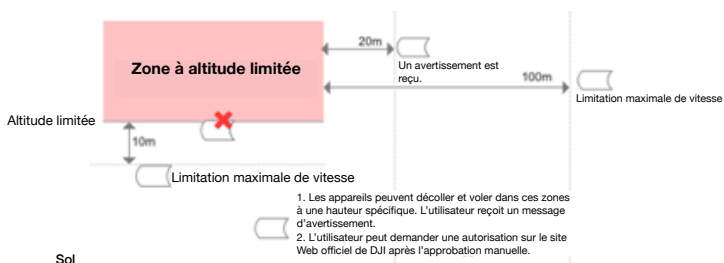 20m
Un avertissement est
reçu.
Zone à altitude limitée
100m
Limitation maximale de vitesse
Altitude limitée
10m
Limitation maximale de vitesse
1. Les appareils peuvent décoller et voler dans ces zones
à une hauteur spécifique. L'utilisateur reçoit un message
d'avertissement.
2. L'utilisateur peut demander une autorisation sur le site
Web officiel de DJI après l'approbation manuelle.
Sol